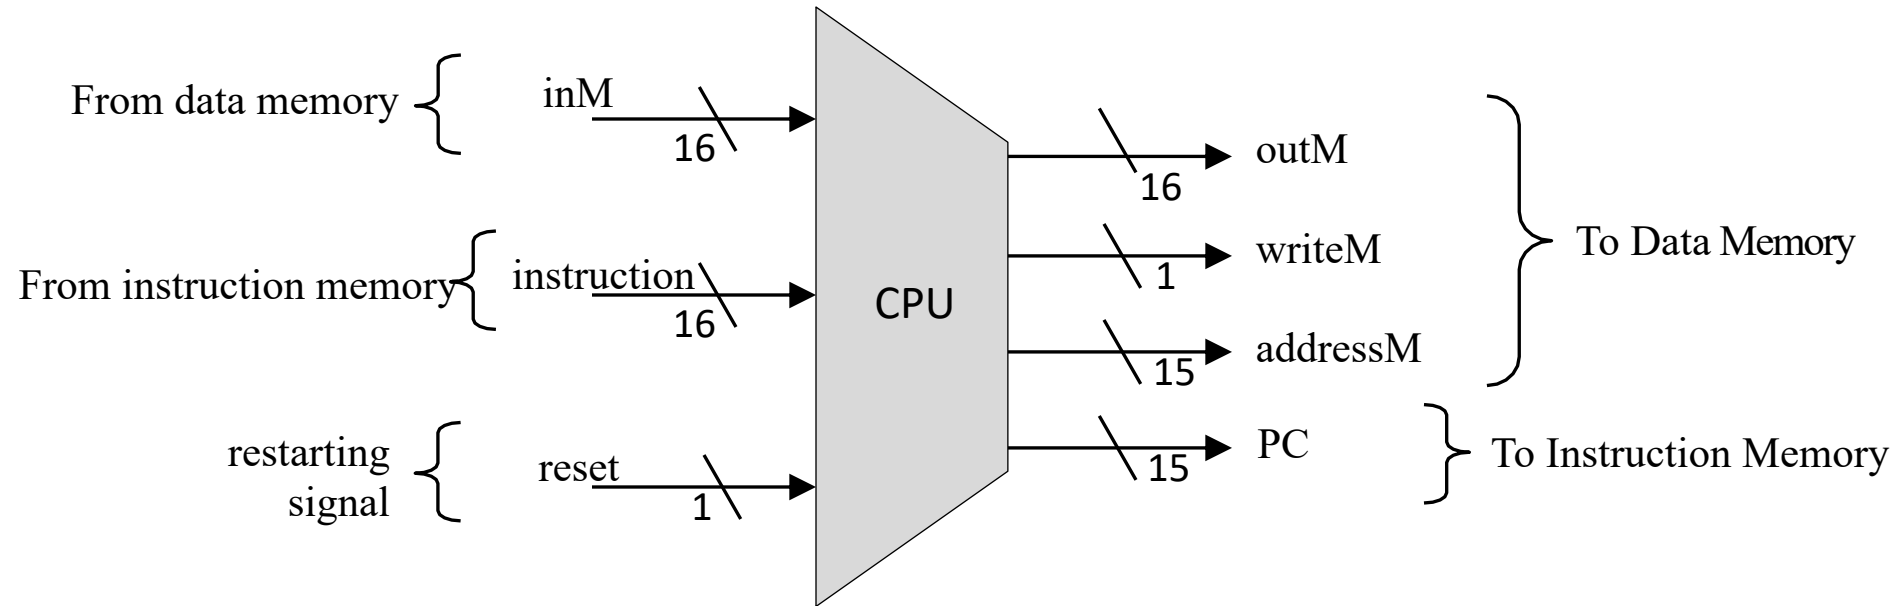 From data memory
inM
16
From instruction memory
instruction
16
restarting
signal
reset
1
CPU
outM
16
writeM
1
addressM
15
PC
15
To Data Memory
To Instruction Memory